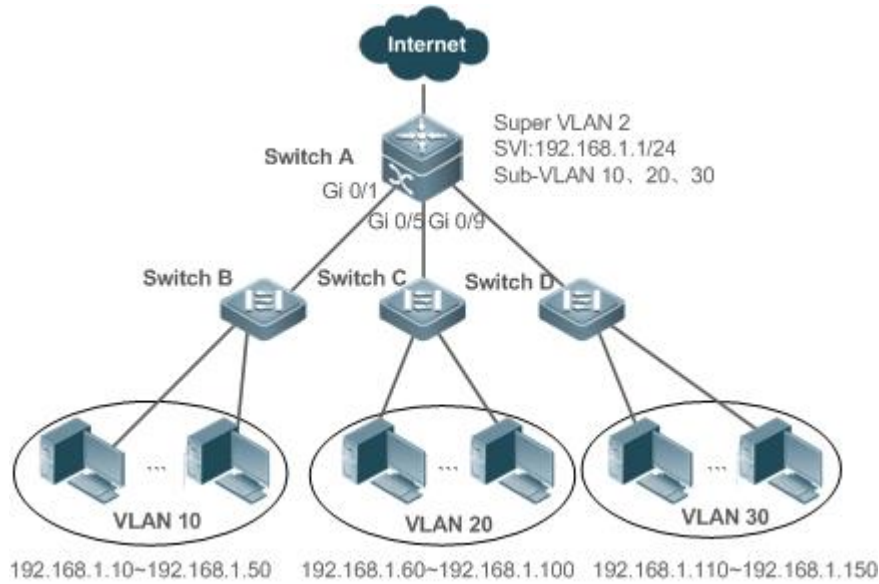 Internet
Super VLAN 2
SVI:192.168.1.1/24
Sub-VLAN 10、20、30
Switch A
Gi 0/1
Gi 0/5
Gi 0/9
Switch B
Switch C
Switch D
...
...
...
VLAN 10
VLAN 20
VLAN 30
192.168.1.10~192.168.1.50
192.168.1.60~192.168.1.100
192.168.1.110~192.168.1.150